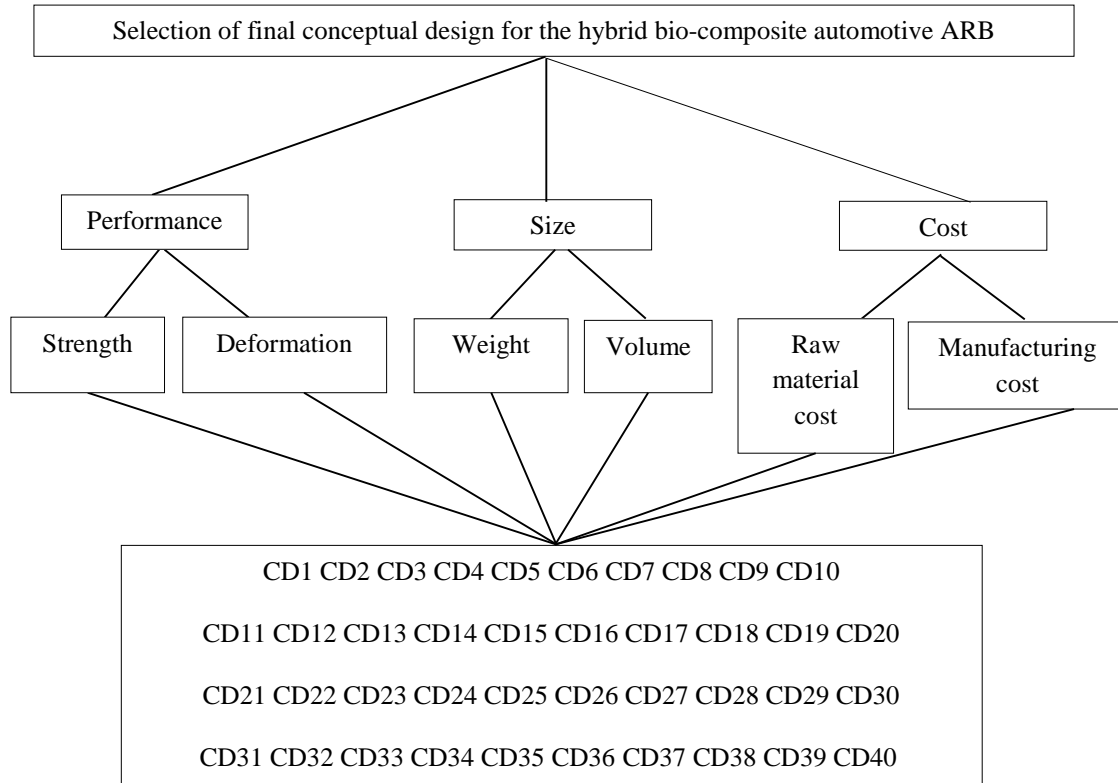 Selection of final conceptual design for the hybrid bio-composite automotive ARB
Performance
Size
Cost
Strength
Deformation
Weight
Volume
Raw
material
cost
Manufacturing
cost
CD1 CD2 CD3 CD4 CD5 CD6 CD7 CD8 CD9 CD10
CD11 CD12 CD13 CD14 CD15 CD16 CD17 CD18 CD19 CD20
CD21 CD22 CD23 CD24 CD25 CD26 CD27 CD28 CD29 CD30
CD31 CD32 CD33 CD34 CD35 CD36 CD37 CD38 CD39 CD40